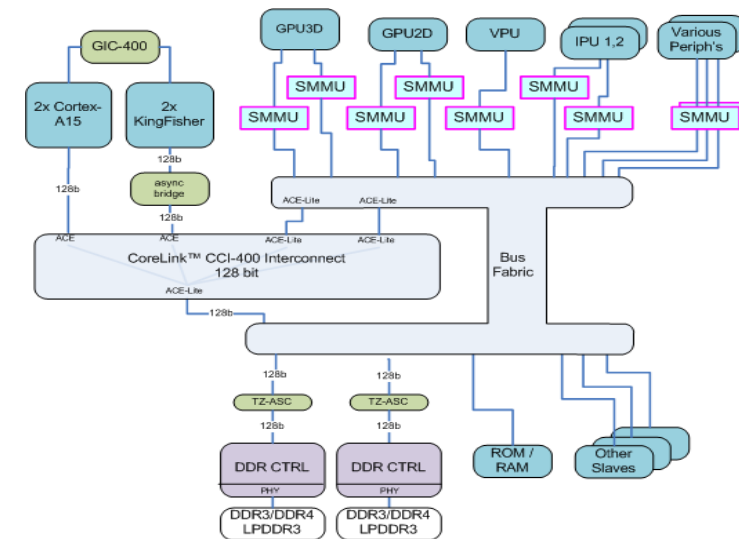 GIC-400
GPU3D
GPU2D
VPU
IPU 1,2
Various
Periph's
2x Cortex-
A15
2x
KingFisher
SMMU
SMMU
SMMU
SMMU
SMMU
SMMU
SMMU
SMMU
128b
async
bridge
128b
128b
ACE
ACE
ACE-Lite
ACE-Lite
ACE-Lite
ACE-Lite
CoreLink™ CCI-400 Interconnect
128 bit
ACE-Lite
Bus
Fabric
128b
128b
128b
TZ-ASC
TZ-ASC
128b
128b
DDR CTRL
DDR CTRL
PHY
PHY
DDR3/DDR4
LPDDR3
DDR3/DDR4
LPDDR3
ROM /
RAM
Other
Slaves